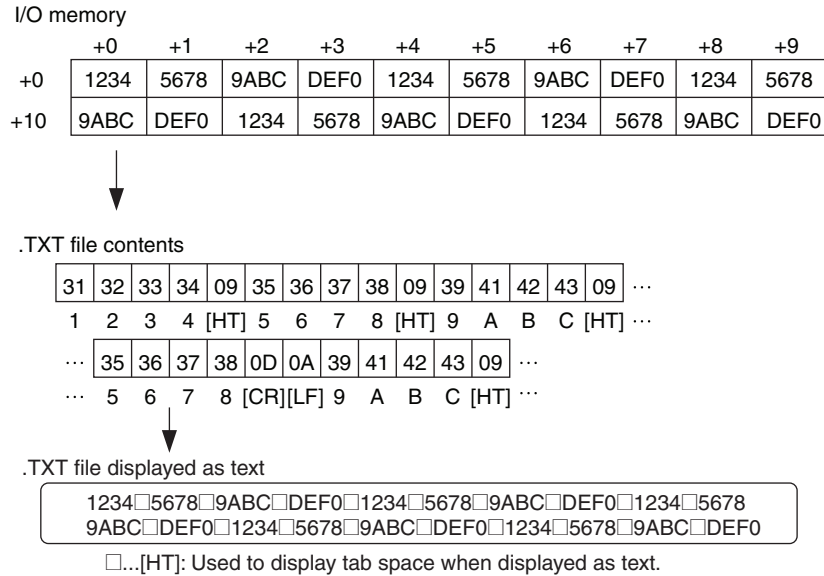 I/O memory
+0 +1 +2 +3 +4 +5 +6 +7 +8 +9
+0 1234 5678 9ABC DEF0 1234 5678 9ABC DEF0 1234 5678
+10 9ABC DEF0 1234 5678 9ABC DEF0 1234 5678 9ABC DEF0
.TXT file contents
31 32 33 34 09 35 36 37 38 09 39 41 42 43 09 ...
1 2 3 4 [HT] 5 6 7 8 [HT] 9 A B C [HT] ...
... 35 36 37 38 0D 0A 39 41 42 43 09 ...
... 5 6 7 8 [CR][LF] 9 A B C [HT] ...
.TXT file displayed as text
1234□5678□9ABC□DEF0□1234□5678□9ABC□DEF0□1234□5678
9ABC□DEF0□1234□5678□9ABC□DEF0□1234□5678□9ABC□DEF0
□...[HT]: Used to display tab space when displayed as text.